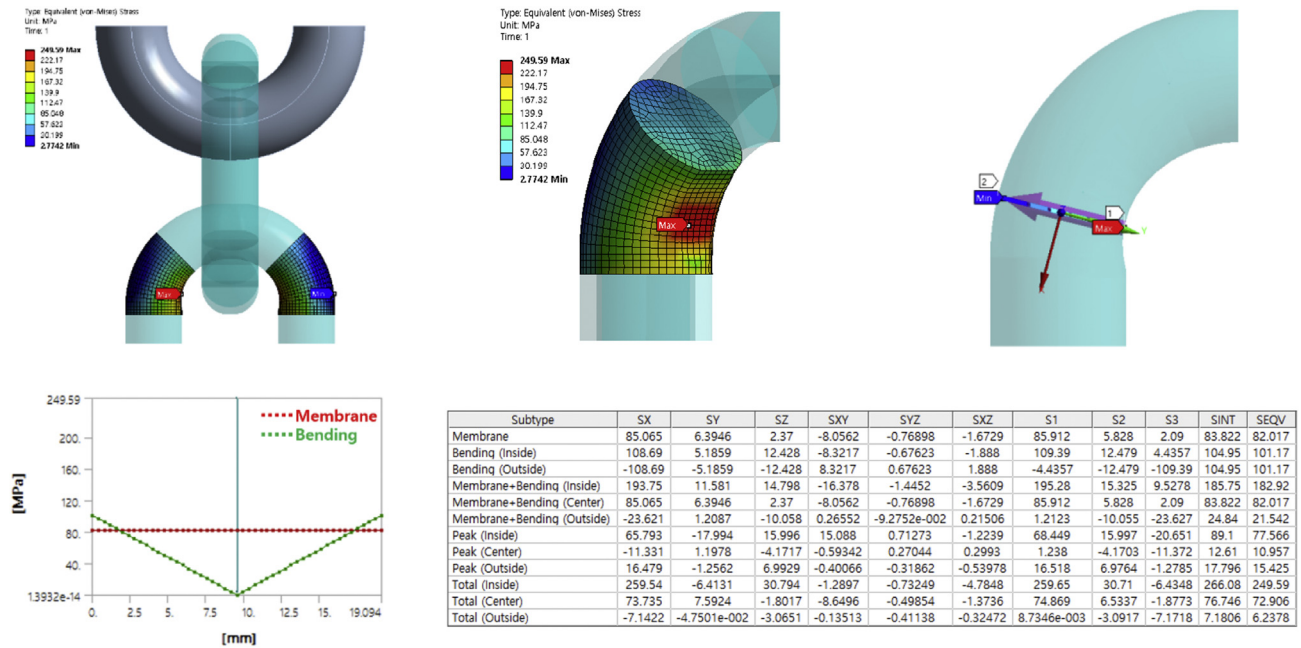 Type: Equivalent (von-Mises) Stress
Unit: MPa
Time: 1
249.59 Max
222.17
194.75
167.32
139.9
112.47
85.048
57.623
30.199
2.7742 Min
Max
Min
Type: Equivalent (von-Mises) Stress
Unit: MPa
Time: 1
249.59 Max
222.17
194.75
167.32
139.9
112.47
85.048
57.623
30.199
2.7742 Min
Max
2
Min
1
Max
Y
X
249.59
200.
160.
120.
80.
40.
1.3932e-14
[MPa]
Membrane
Bending
0. 2.5 5. 7.5 10. 12.5 15. 19.094
[mm]
Subtype SX SY SZ SXY SYZ SXZ S1 S2 S3 SINT SEQV
Membrane 85.065 6.3946 2.37 -8.0562 -0.76898 -1.6729 85.912 5.828 2.09 83.822 82.017
Bending (Inside) 108.69 5.1859 12.428 -8.3217 -0.67623 -1.888 109.39 12.479 4.4357 104.95 101.17
Bending (Outside) -108.69 -5.1859 -12.428 8.3217 0.67623 1.888 -4.4357 -12.479 -109.39 104.95 101.17
Membrane+Bending (Inside) 193.75 11.581 14.798 -16.378 -1.4452 -3.5609 195.28 15.325 9.5278 185.75 182.92
Membrane+Bending (Center) 85.065 6.3946 2.37 -8.0562 -0.76898 -1.6729 85.912 5.828 2.09 83.822 82.017
Membrane+Bending (Outside) -23.621 1.2087 -10.058 0.26552 -9.2752e-002 0.21506 1.2123 -10.055 -23.627 24.84 21.542
Peak (Inside) 65.793 -17.994 15.996 15.088 0.71273 -1.2239 68.449 15.997 -20.651 89.1 77.566
Peak (Center) -11.331 1.1978 -4.1717 -0.59342 0.27044 0.2993 1.238 -4.1703 -11.372 12.61 10.957
Peak (Outside) 16.479 -1.2562 6.9929 -0.40066 -0.31862 -0.53978 16.518 6.9764 -1.2785 17.796 15.425
Total (Inside) 259.54 -6.4131 30.794 -1.2897 -0.73249 -4.7848 259.65 30.71 -6.4348 266.08 249.59
Total (Center) 73.735 7.5924 -1.8017 -8.6496 -0.49854 -1.3736 74.869 6.5337 -1.8773 76.746 72.906
Total (Outside) -7.1422 -4.7501e-002 -3.0651 -0.13513 -0.41138 -0.32472 8.7346e-003 -3.0917 -7.1718 7.1806 6.2378